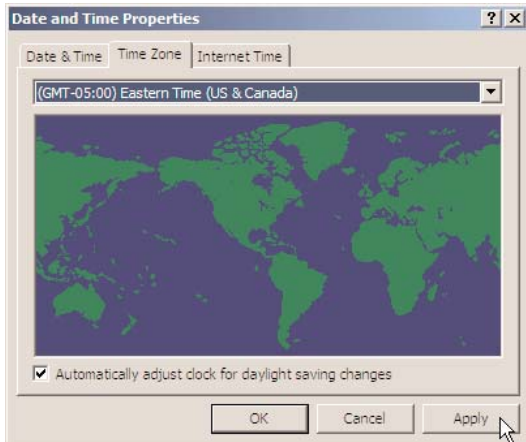 Date and Time Properties
Date & Time Time Zone Internet Time
(GMT-05:00) Eastern Time (US & Canada)
Automatically adjust clock for daylight saving changes
OK Cancel Apply